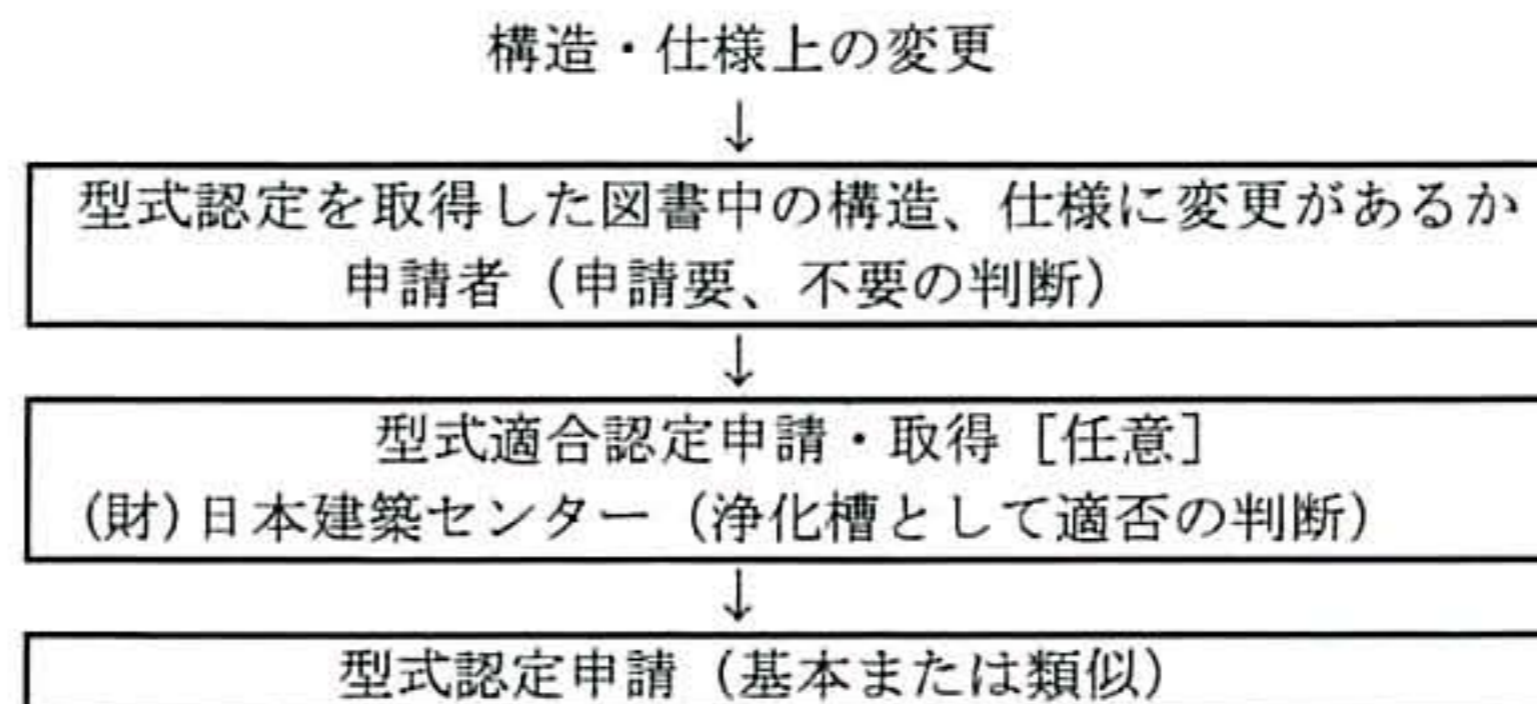 構造・仕様上の変更
↓
型式認定を取得した図書中の構造、仕様に変更があるか
申請者（申請要、不要の判断）
↓
型式適合認定申請・取得［任意］
(財)日本建築センター（浄化槽として適否の判断）
↓
型式認定申請（基本または類似）